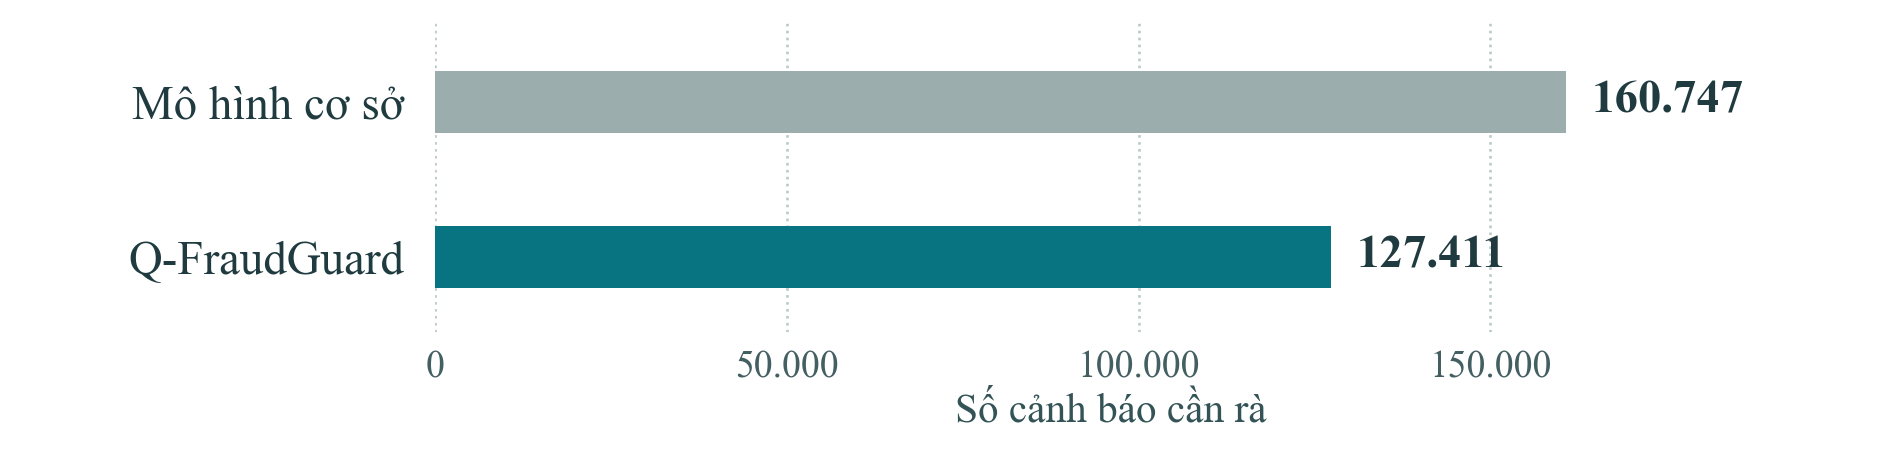 Mô hình cơ sở 160.747
Q-FraudGuard 127.411
0 50.000 100.000 150.000
Số cảnh báo cần rà